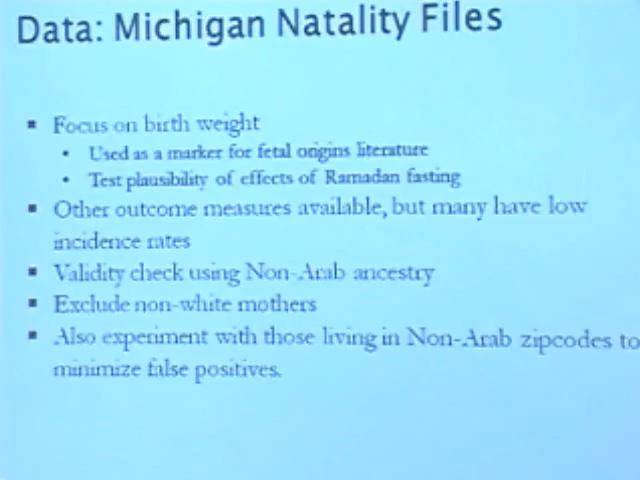 Data: Michigan Natality Files
▪ Focus on birth weight
• Used as a marker for fetal origins literature
• Test plausibility of effects of Ramadan fasting
▪ Other outcome measures available, but many have low
incidence rates
▪ Validity check using Non-Arab ancestry
▪ Exclude non-white mothers
▪ Also experiment with those living in Non-Arab zipcodes to
minimize false positives.